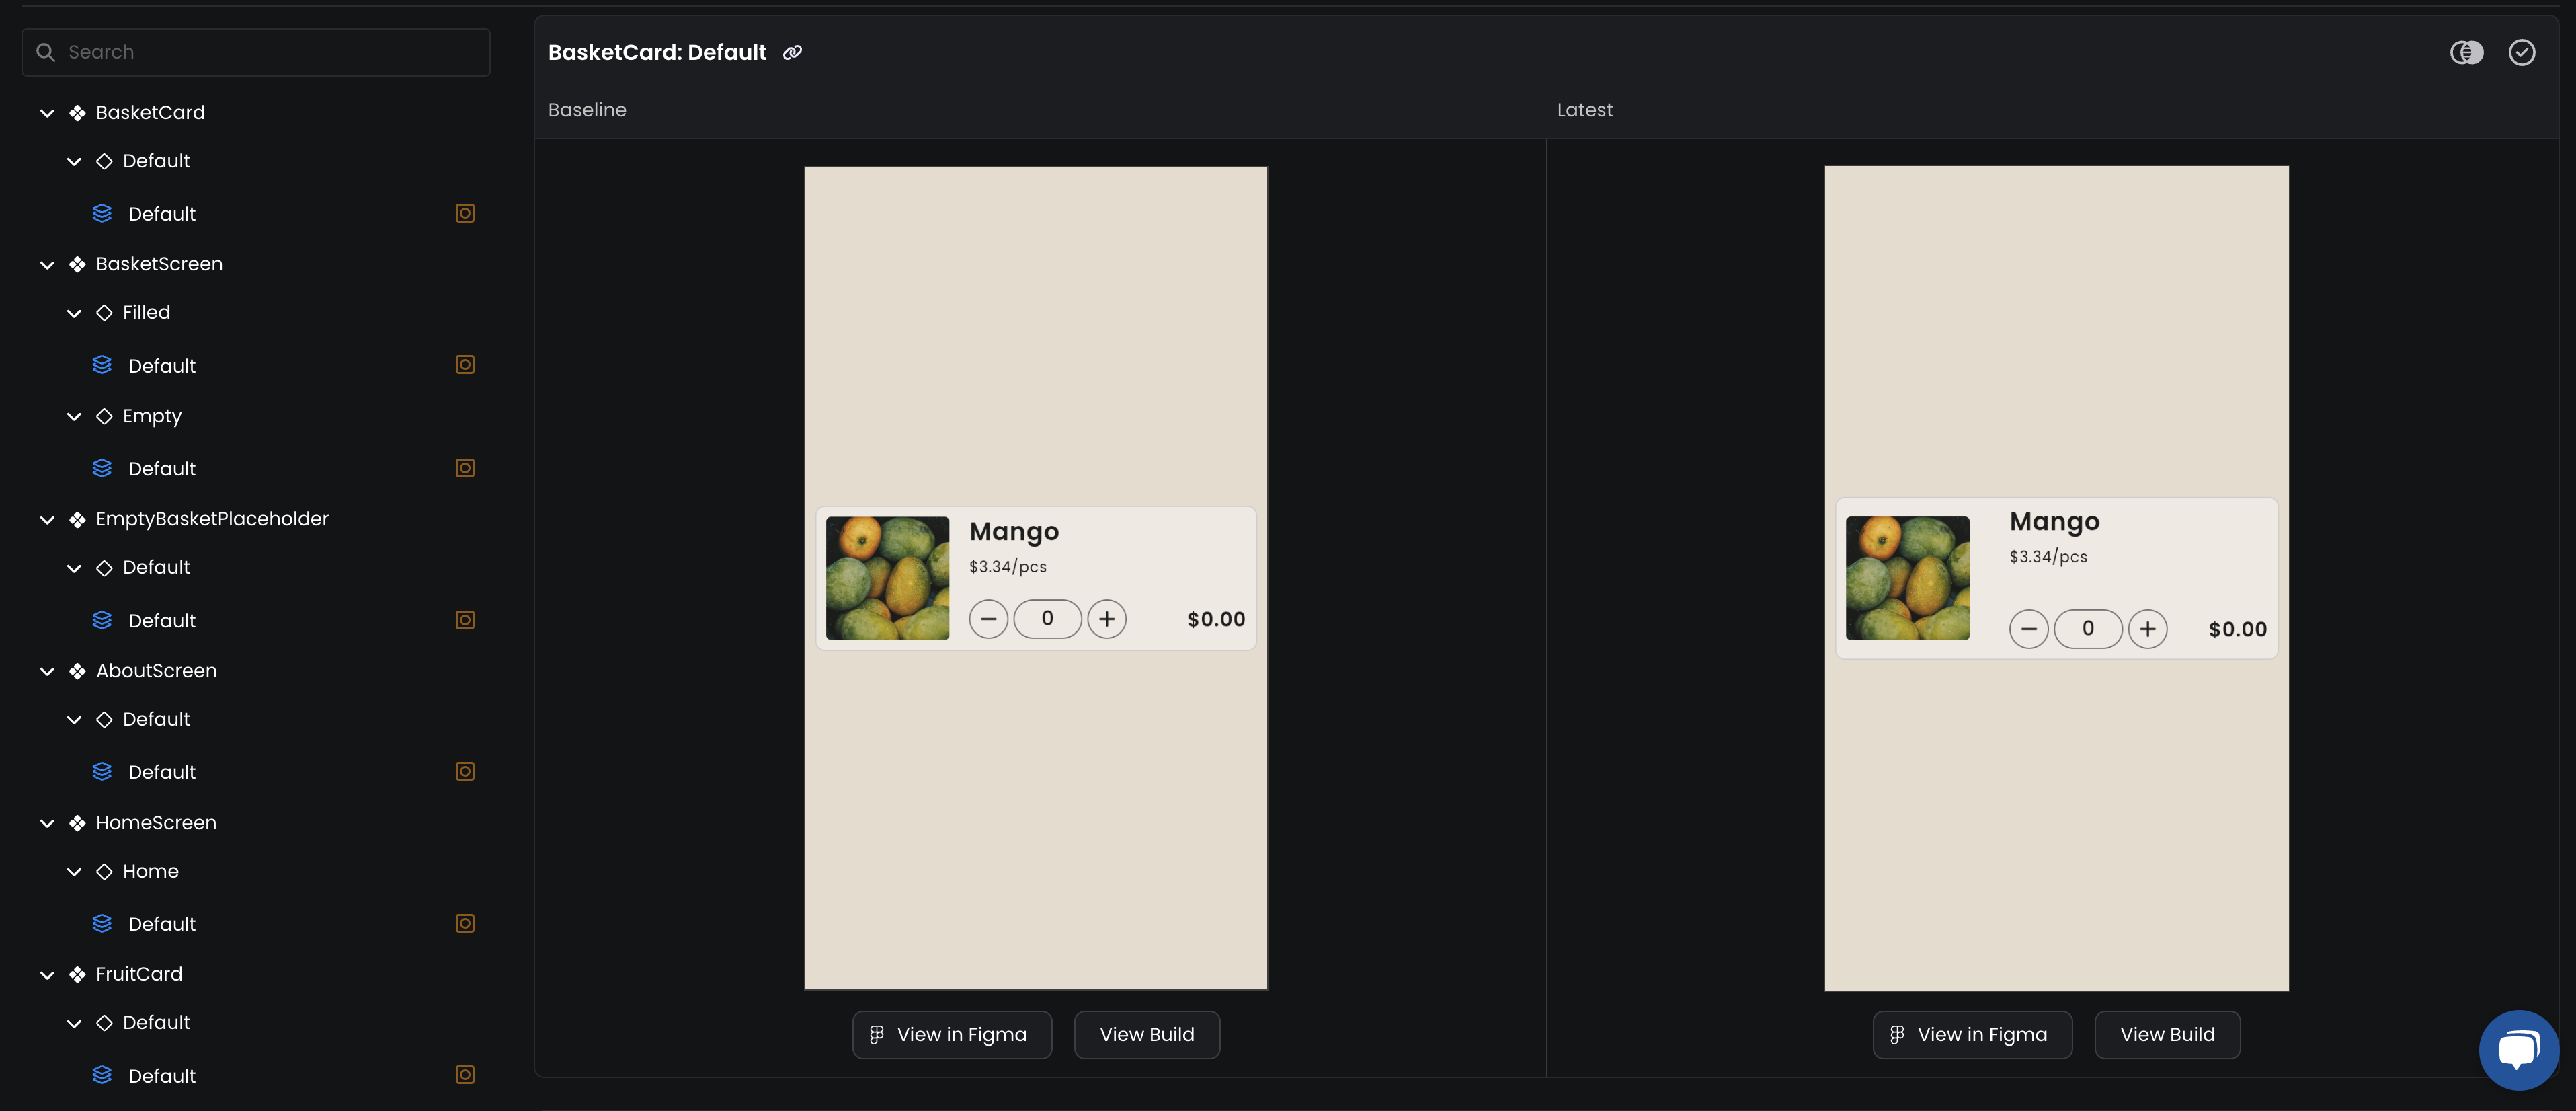 Search
BasketCard
Default
Default
BasketScreen
Filled
Default
Empty
Default
EmptyBasketPlaceholder
Default
Default
AboutScreen
Default
Default
HomeScreen
Home
Default
FruitCard
Default
Default
BasketCard: Default
Baseline
Latest
Mango
$3.34/pcs
0
$0.00
View in Figma
View Build
Mango
$3.34/pcs
0
$0.00
View in Figma
View Build